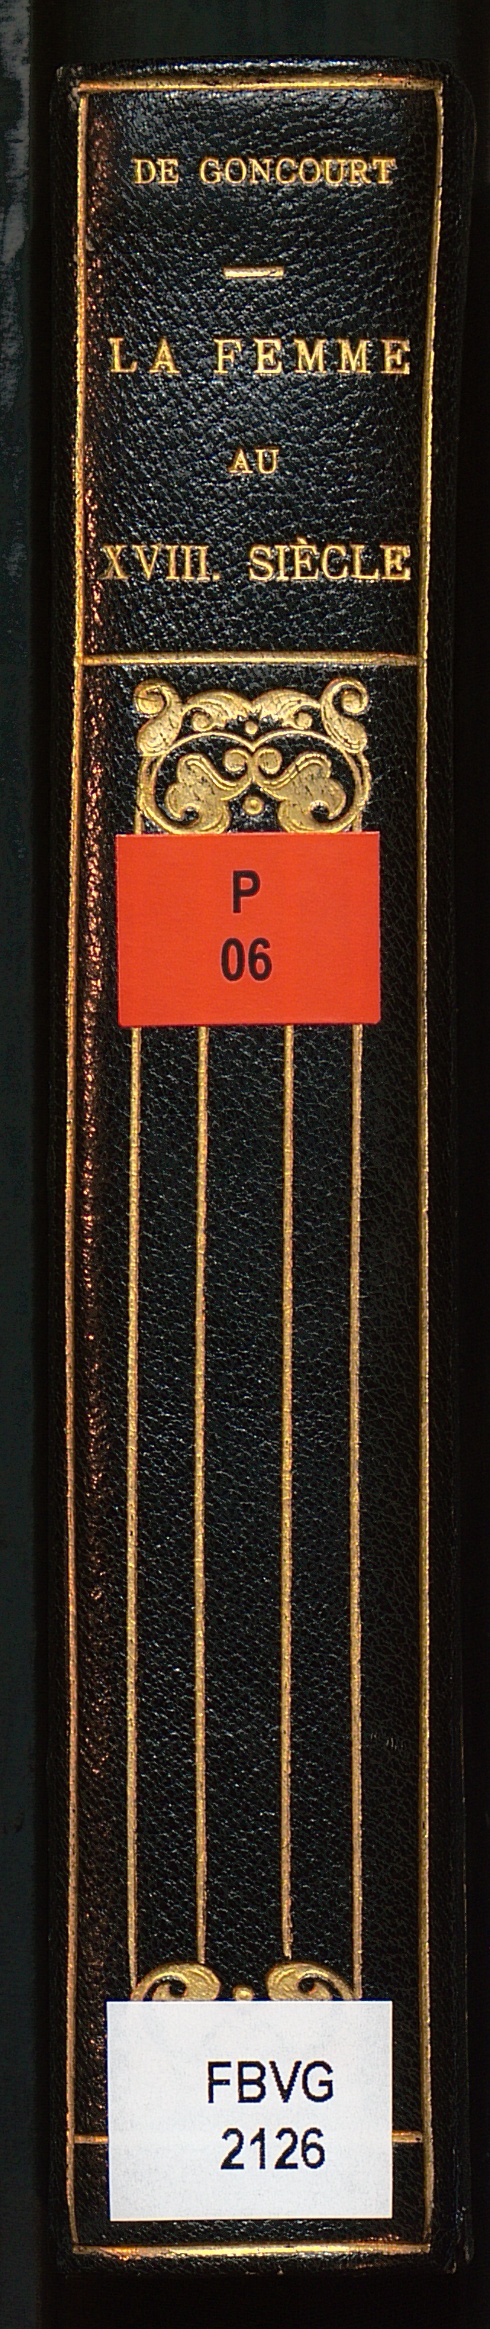 DE GONCOURT
LA FEMME
AU
XVIII. SIÈCLE
P
06
FBVG
2126